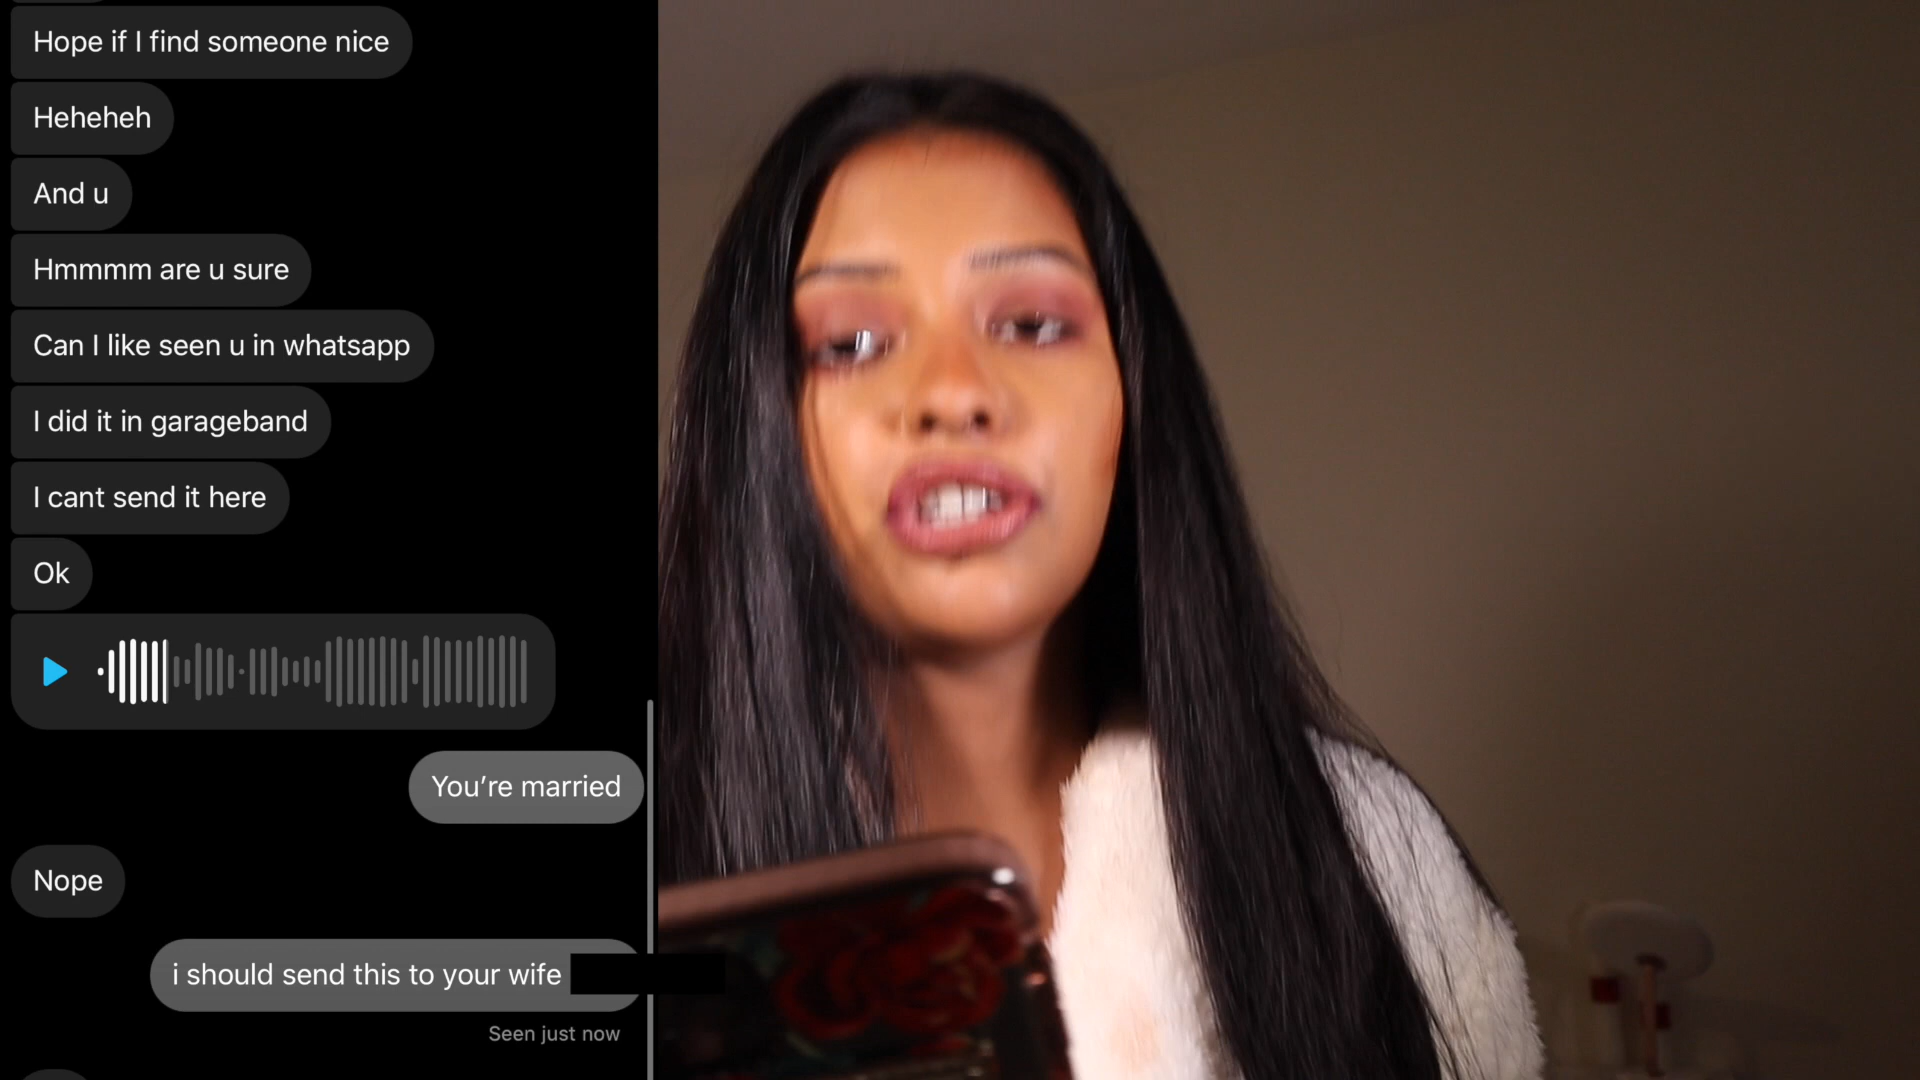 Hope if I find someone nice
Heheheh
And u
Hmmmm are u sure
Can I like seen u in whatsapp
I did it in garageband
I cant send it here
Ok
You’re married
Nope
i should send this to your wife
Seen just now